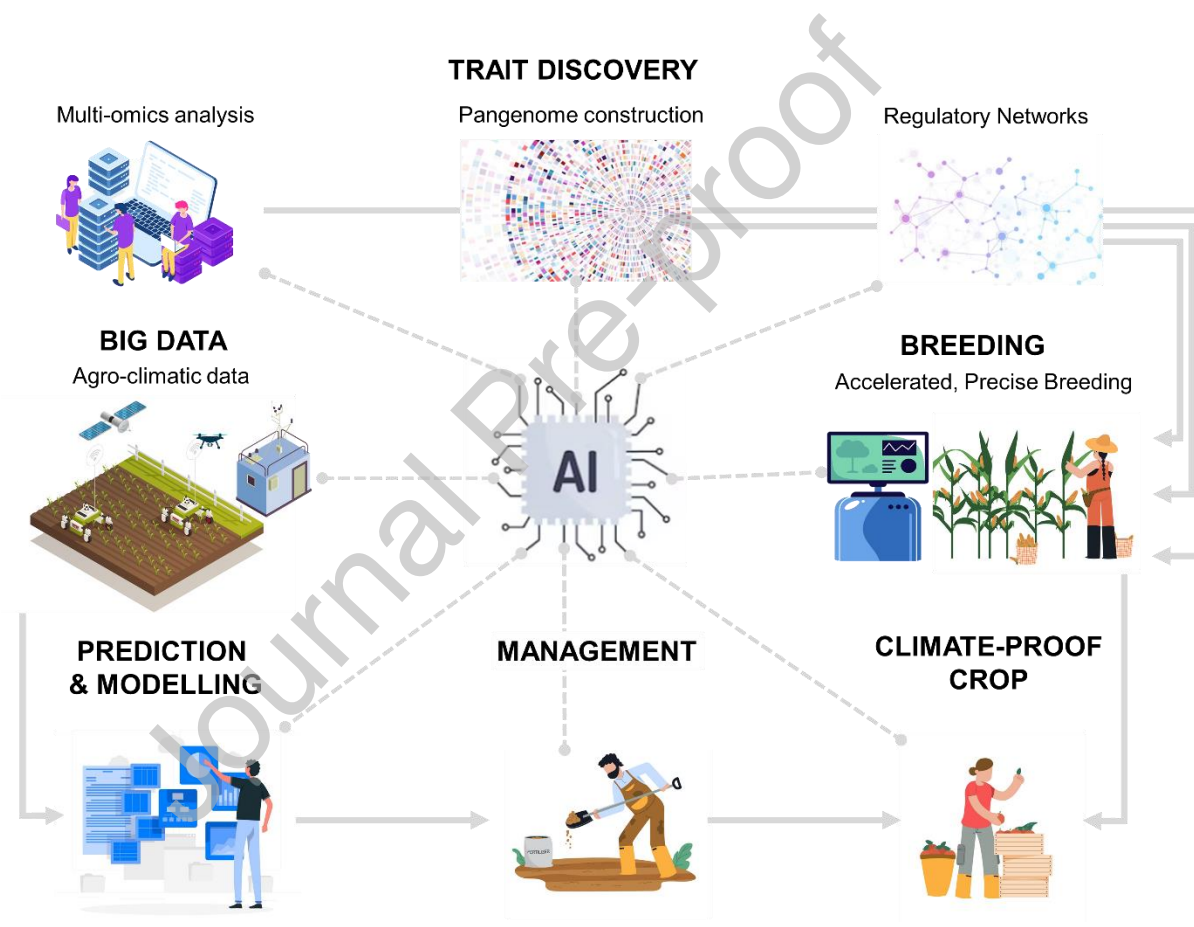 TRAIT DISCOVERY
Multi-omics analysis
Pangenome construction
Regulatory Networks
BIG DATA
Agro-climatic data
BREEDING
Accelerated, Precise Breeding
AI
PREDICTION
& MODELLING
MANAGEMENT
CLIMATE-PROOF
CROP
Journal Pre-proof